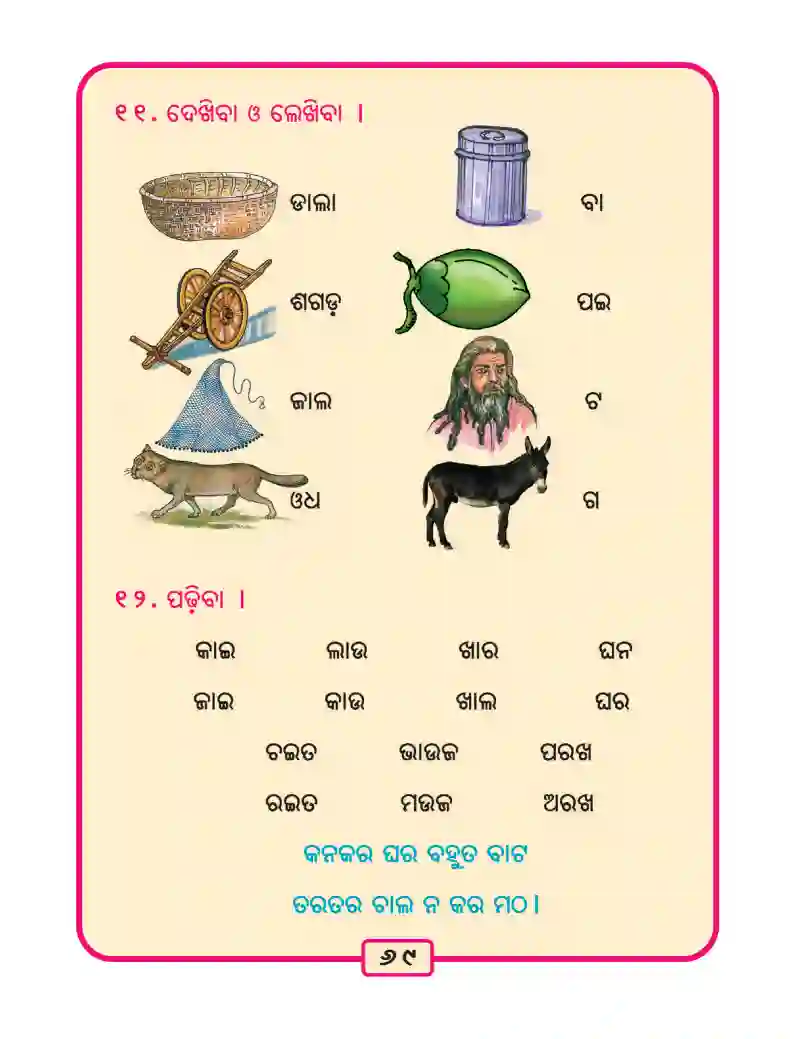 ୧୧. ଦେଖିବା ଓ ଲେଖିବା ।
ଡାଲା ବା
ଶଗଡ଼ ପଇ
ଜାଲ ଟ
ଓଧ ଗ
୧୨. ପଢ଼ିବା ।
କାଇ ଲାଉ ଖାର ଘନ
ଜାଇ କାଉ ଖାଲ ଘର
ଚଇତ ଭାଉଜ ପରଖ
ରଇତ ମଉଜ ଅରଖ
କନକର ଘର ବହୁତ ବାଟ
ତରତର ଚାଲ ନ କର ମଠ।
୬୯